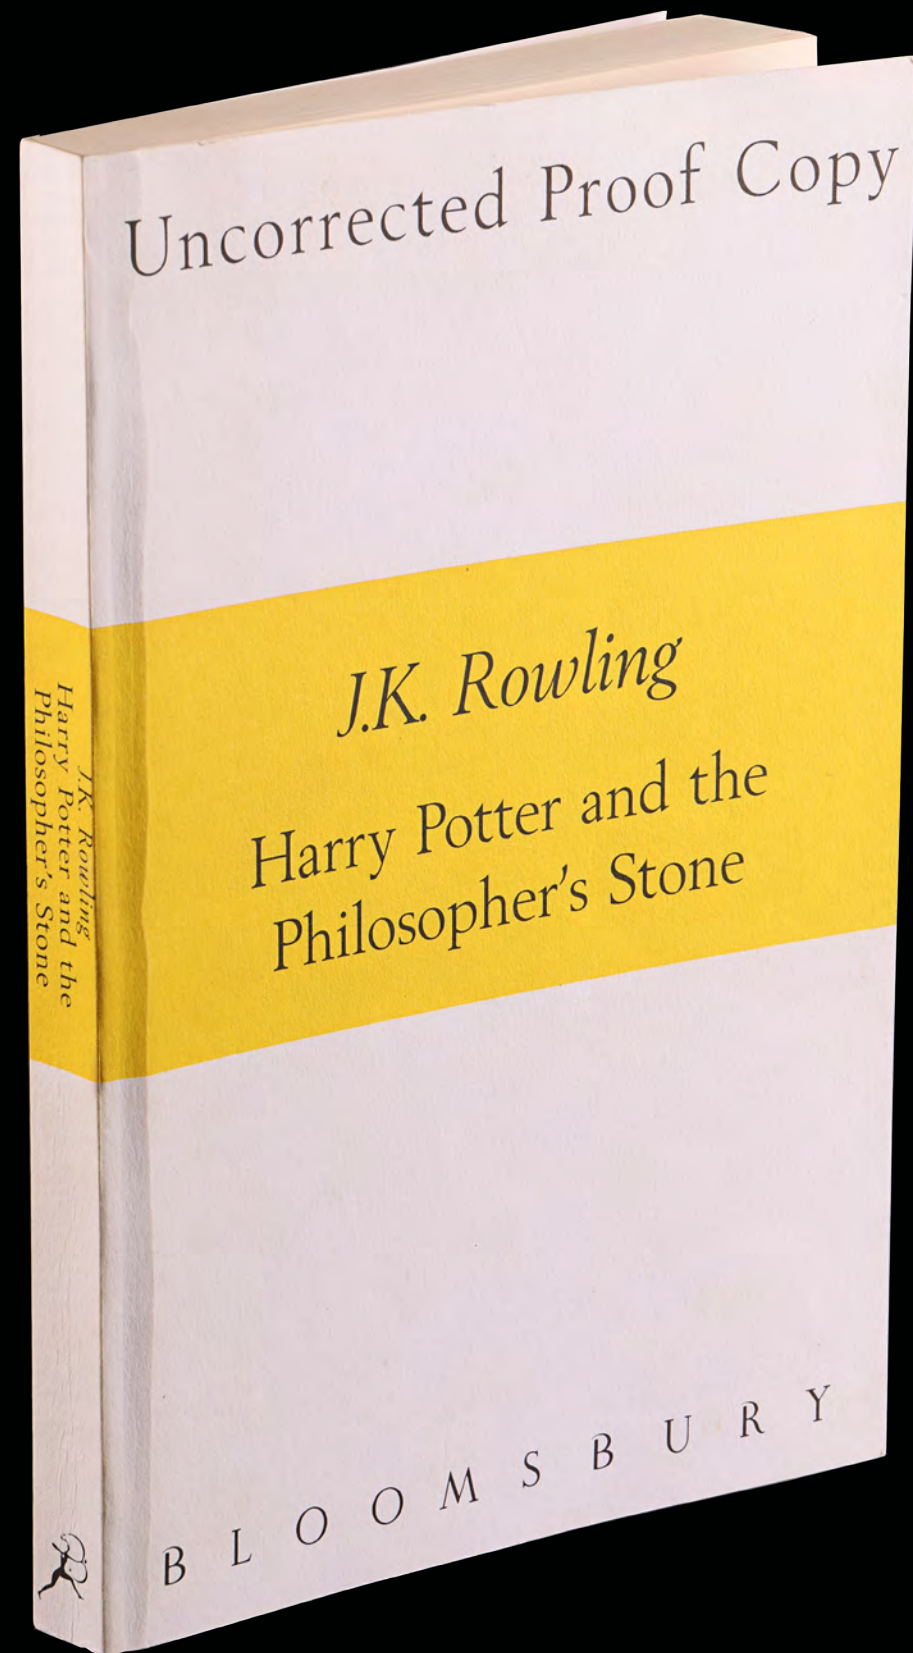 Uncorrected Proof Copy
J.K. Rowling
Harry Potter and the
Philosopher's Stone
BLOOMSBURY
J.K. Rowling
Harry Potter and the
Philosopher's Stone